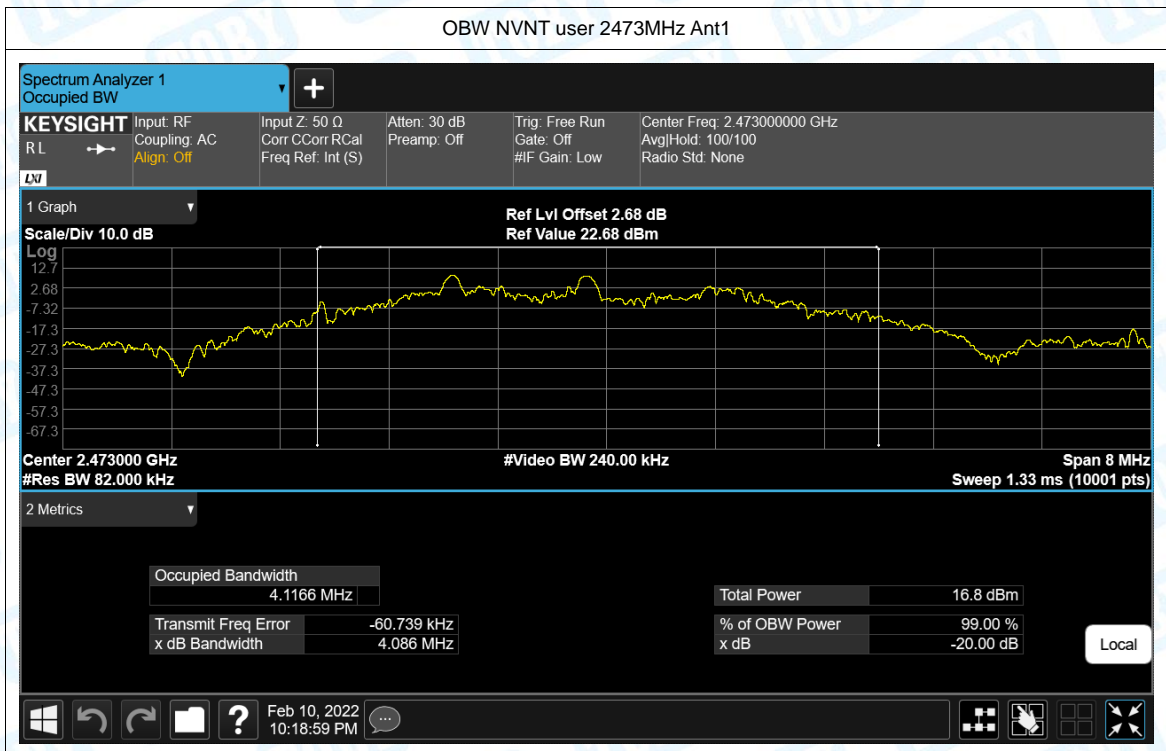 OBW NVNT user 2473MHz Ant1
Spectrum Analyzer 1
Occupied BW
+
KEYSIGHT
R L
LXI
Input: RF
Coupling: AC
Align: Off
Input Z: 50 Ω
Corr CCorr RCal
Freq Ref: Int (S)
Atten: 30 dB
Preamp: Off
Trig: Free Run
Gate: Off
#IF Gain: Low
Center Freq: 2.473000000 GHz
Avg|Hold: 100/100
Radio Std: None
1 Graph
Scale/Div 10.0 dB
Ref Lvl Offset 2.68 dB
Ref Value 22.68 dBm
Log
12.7
2.68
-7.32
-17.3
-27.3
-37.3
-47.3
-57.3
-67.3
Center 2.473000 GHz
#Res BW 82.000 kHz
#Video BW 240.00 kHz
Span 8 MHz
Sweep 1.33 ms (10001 pts)
2 Metrics
Occupied Bandwidth
4.1166 MHz
Transmit Freq Error -60.739 kHz
x dB Bandwidth 4.086 MHz
Total Power 16.8 dBm
% of OBW Power 99.00 %
x dB -20.00 dB
Local
?
Feb 10, 2022
10:18:59 PM
TOBY